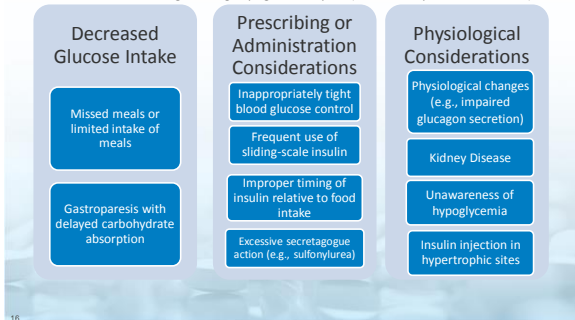 Decreased
Glucose Intake
Missed meals or
limited intake of
meals
Gastroparesis with
delayed carbohydrate
absorption
Prescribing or
Administration
Considerations
Inappropriately tight
blood glucose control
Frequent use of
sliding-scale insulin
Improper timing of
insulin relative to food
intake
Excessive secretagogue
action (e.g., sulfonylurea)
Physiological
Considerations
Physiological changes
(e.g., impaired
glucagon secretion)
Kidney Disease
Unawareness of
hypoglycemia
Insulin injection in
hypertrophic sites
16